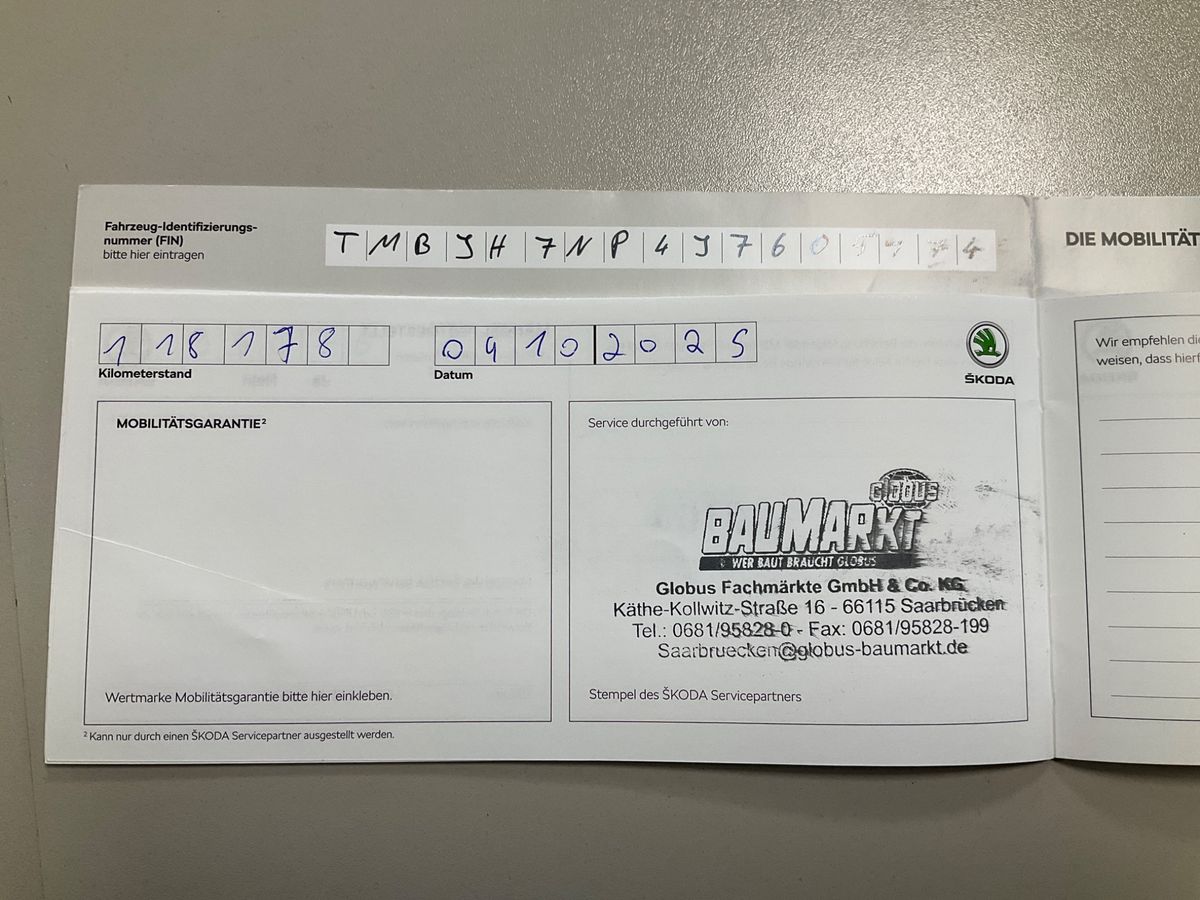 Fahrzeug-Identifizierungs-
nummer (FIN)
bitte hier eintragen
TMBJH7NP4J760
DIE MOBILITÄT
118178
Kilometerstand
09102025
Datum
ŠKODA
MOBILITÄTSGARANTIE²
Wertmarke Mobilitätsgarantie bitte hier einkleben.
² Kann nur durch einen ŠKODA Servicepartner ausgestellt werden.
Service durchgeführt von:
GLOBUS
BAUMARKT
WER BAUT BRAUCHT GLOBUS
Globus Fachmärkte GmbH & Co. KG
Käthe-Kollwitz-Straße 16 - 66115 Saarbrücken
Tel.: 0681/95828-0 - Fax: 0681/95828-199
Saarbruecken@globus-baumarkt.de
Stempel des ŠKODA Servicepartners
Wir empfehlen die
weisen, dass hierf